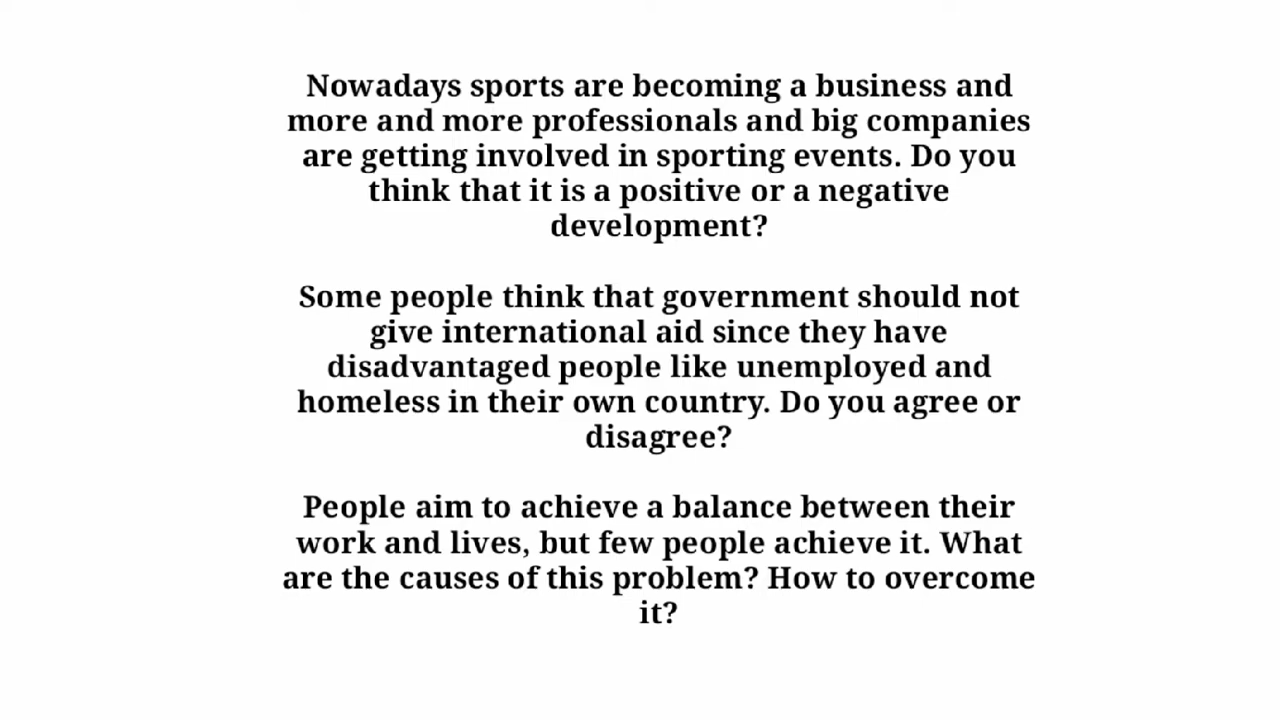 Nowadays sports are becoming a business and
more and more professionals and big companies
are getting involved in sporting events. Do you
think that it is a positive or a negative
development?
Some people think that government should not
give international aid since they have
disadvantaged people like unemployed and
homeless in their own country. Do you agree or
disagree?
People aim to achieve a balance between their
work and lives, but few people achieve it. What
are the causes of this problem? How to overcome
it?